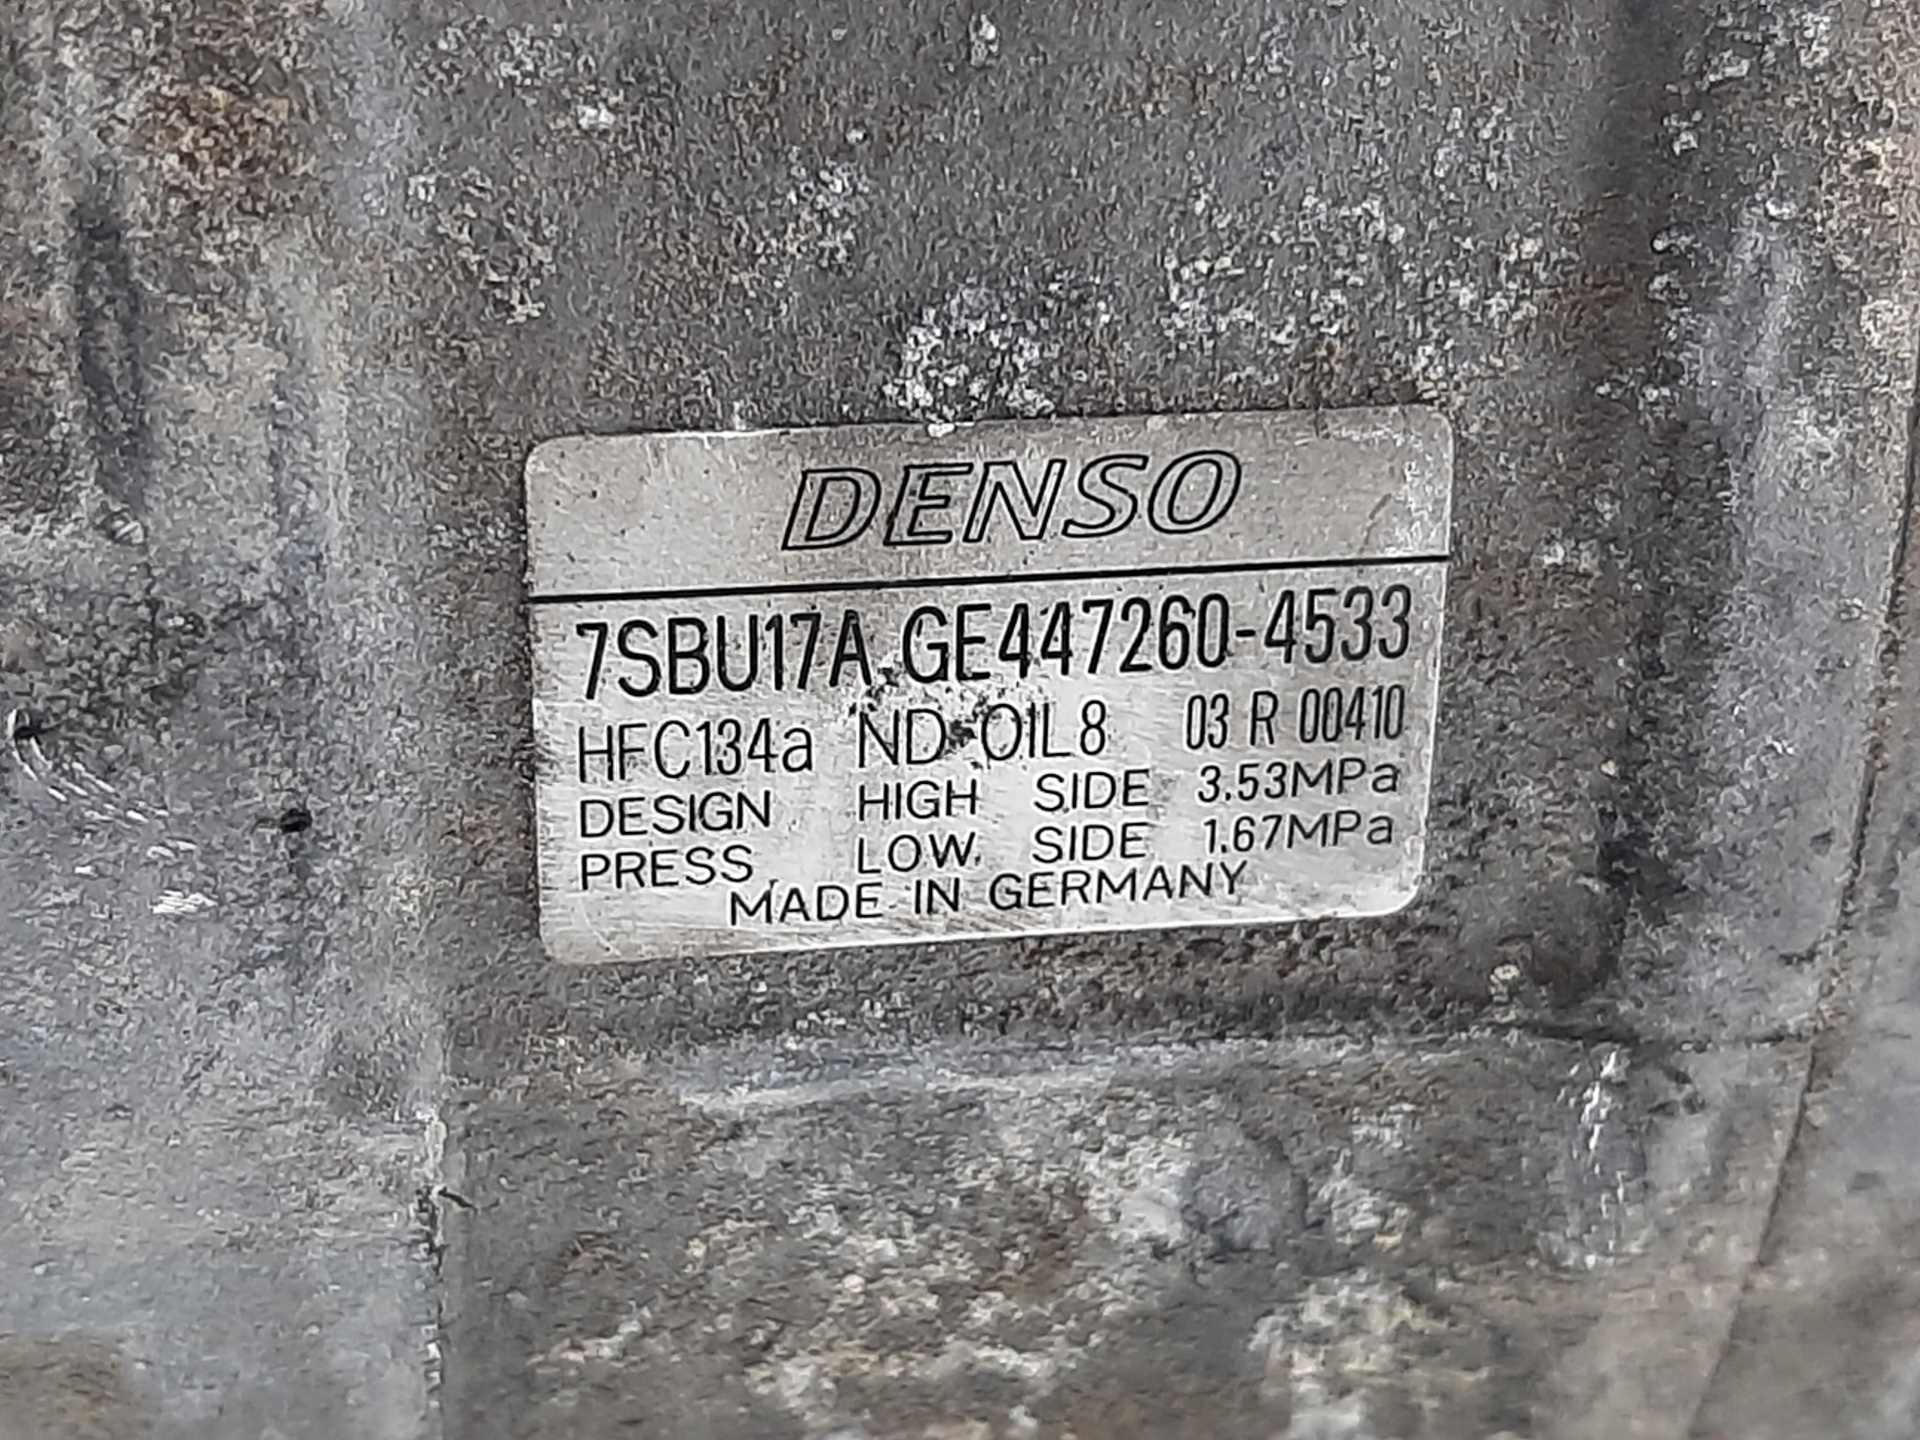 DENSO
7SBU17A GE447260-4533
HFC134a ND-OIL8 03 R 00410
DESIGN HIGH SIDE 3.53MPa
PRESS LOW SIDE 1.67MPa
MADE IN GERMANY